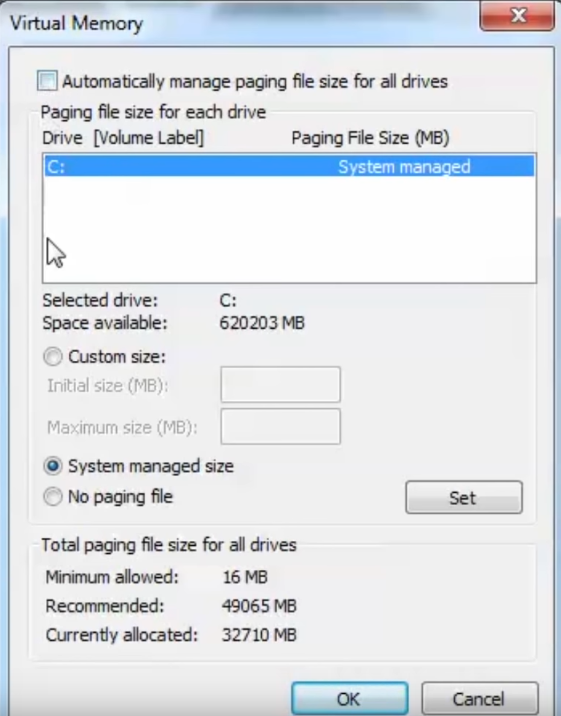 Virtual Memory
Automatically manage paging file size for all drives
Paging file size for each drive
Drive [Volume Label] Paging File Size (MB)
C: System managed
Selected drive: C:
Space available: 620203 MB
Custom size:
Initial size (MB):
Maximum size (MB):
System managed size
No paging file Set
Total paging file size for all drives
Minimum allowed: 16 MB
Recommended: 49065 MB
Currently allocated: 32710 MB
OK Cancel